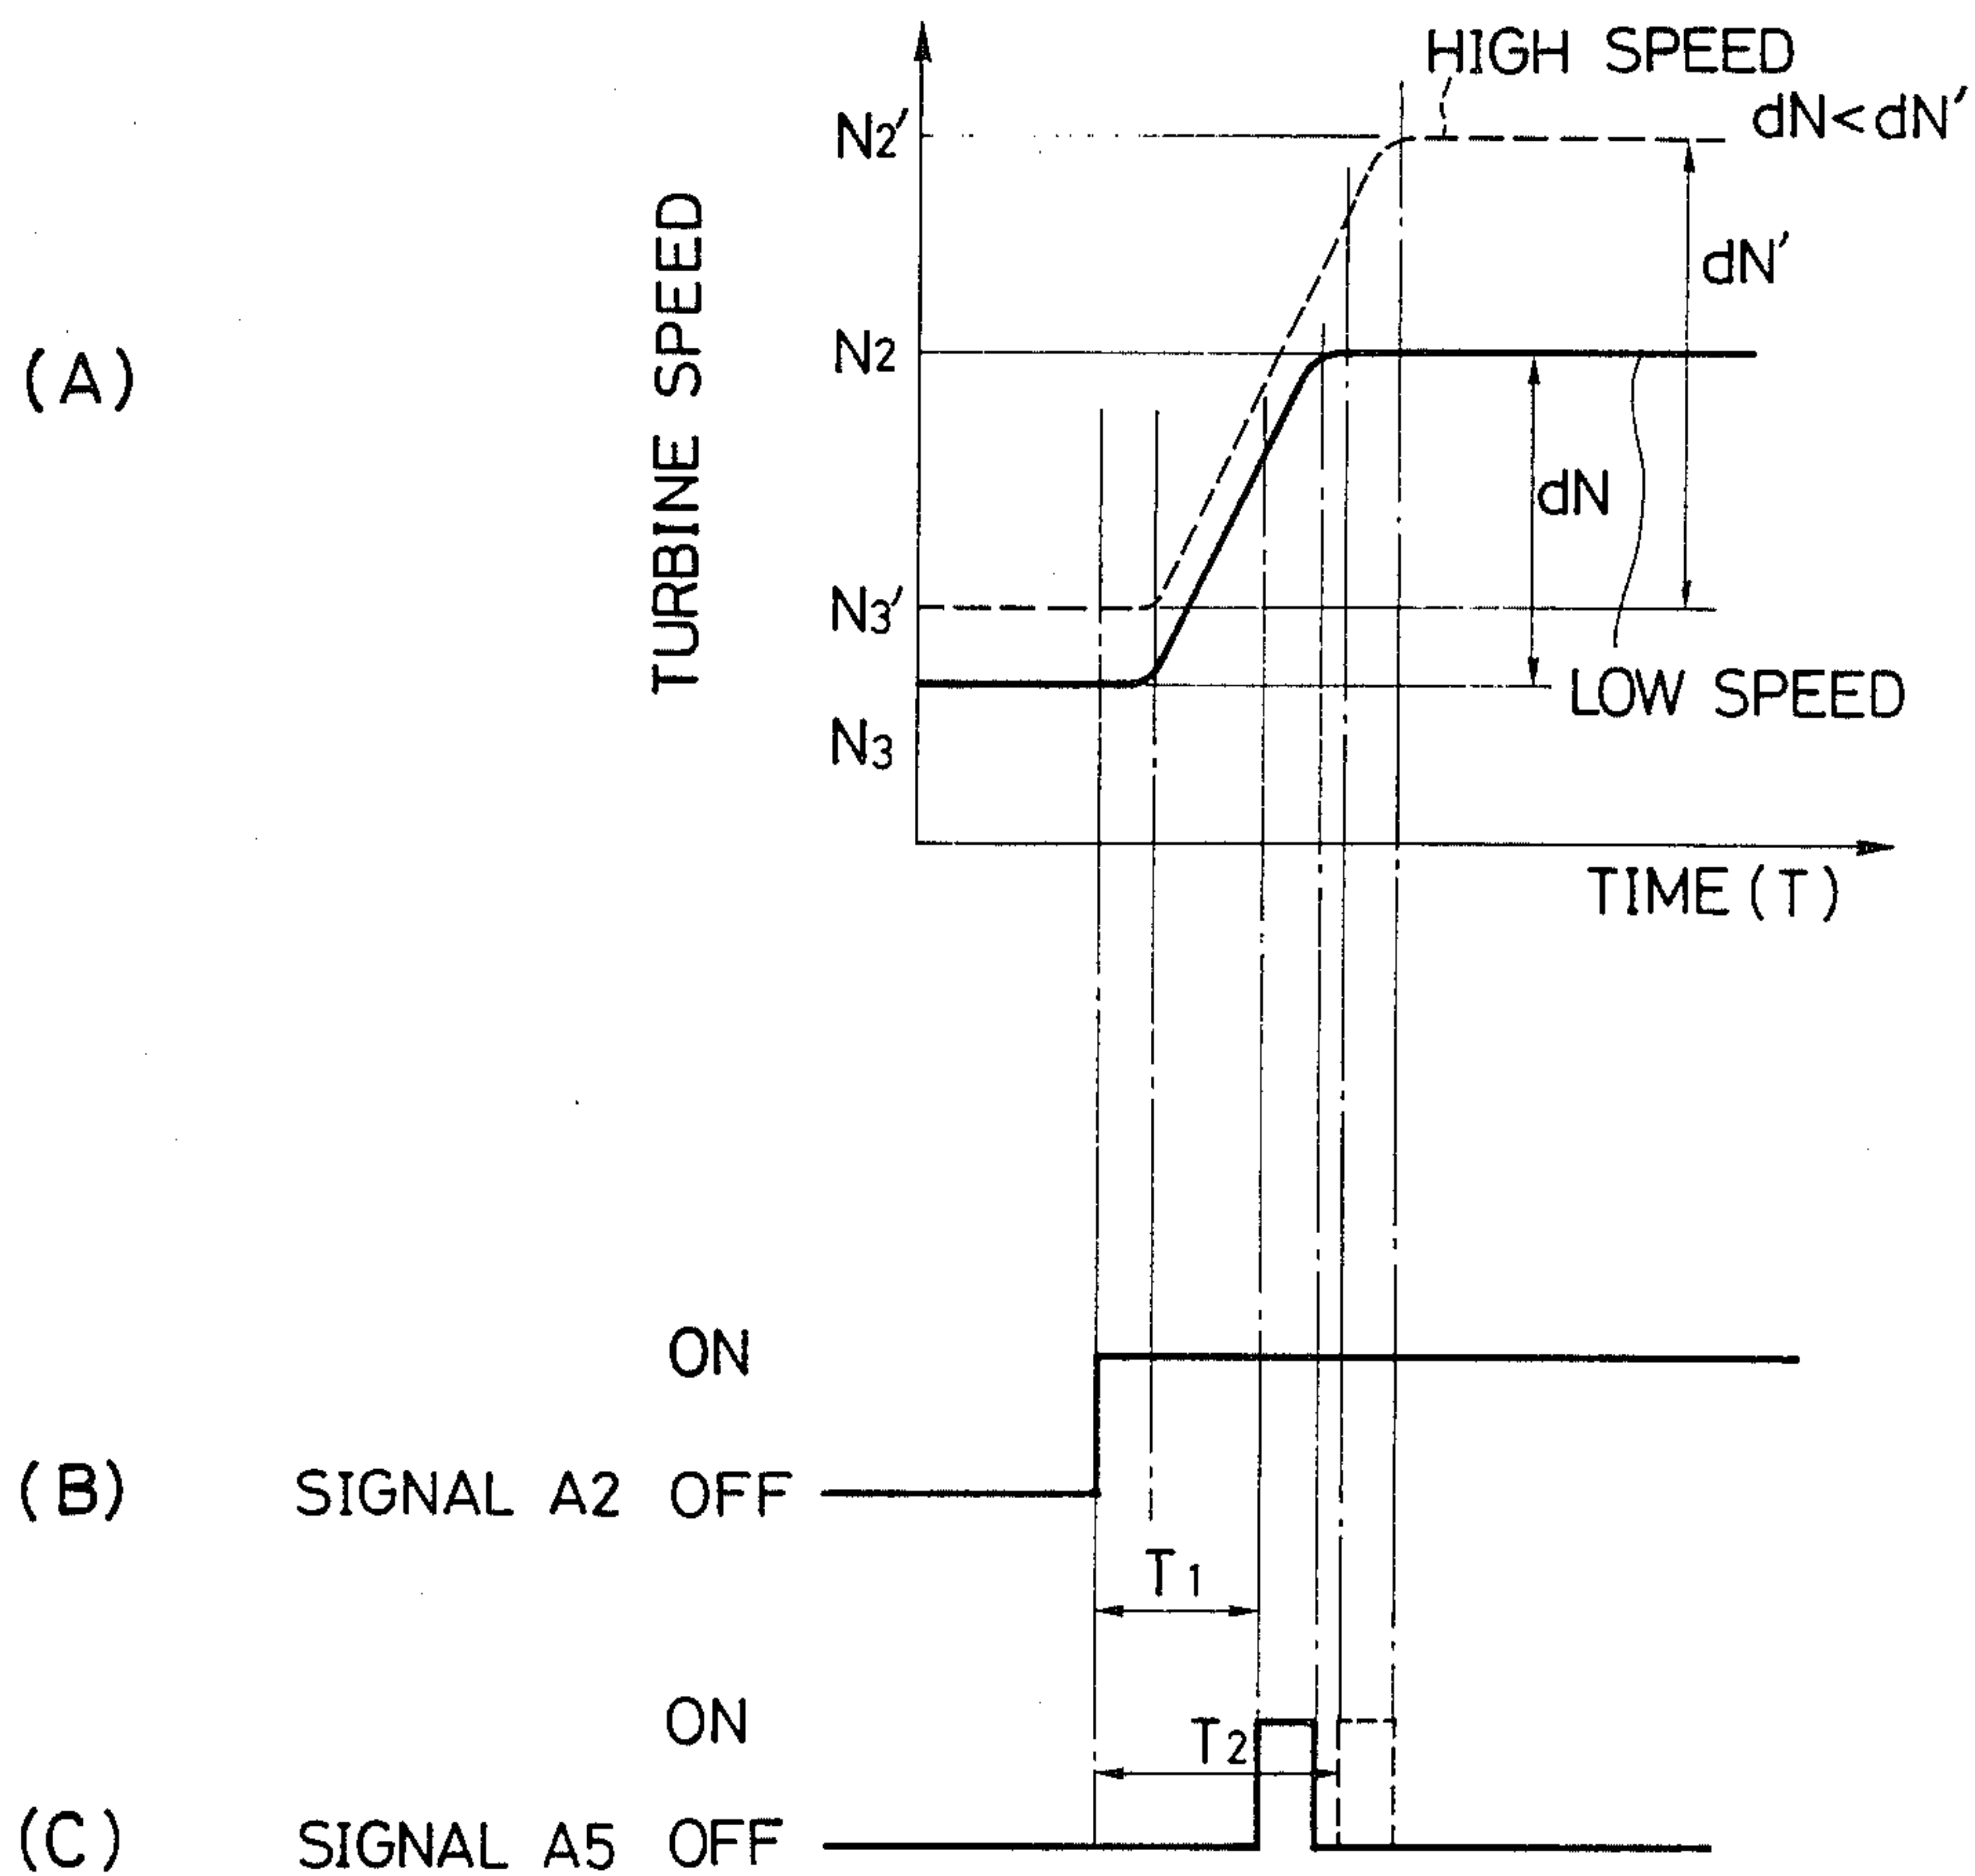 HIGH SPEED
dN<dN'
N2'
dN'
TURBINE SPEED
N2
(A)
dN
N3'
LOW SPEED
N3
TIME (T)
ON
(B) SIGNAL A2 OFF
T1
ON
T2
(C) SIGNAL A5 OFF